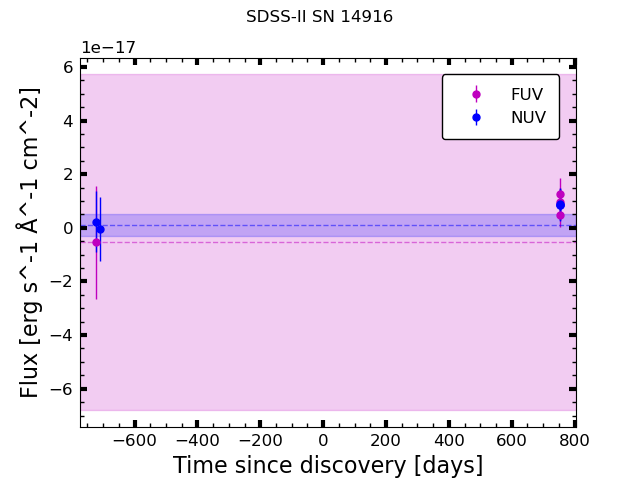 SDSS-II SN 14916
1e−17
6
4
2
0
−2
−4
−6
Flux [erg s^-1 Å^-1 cm^-2]
FUV
NUV
−600 −400 −200 0 200 400 600 800
Time since discovery [days]